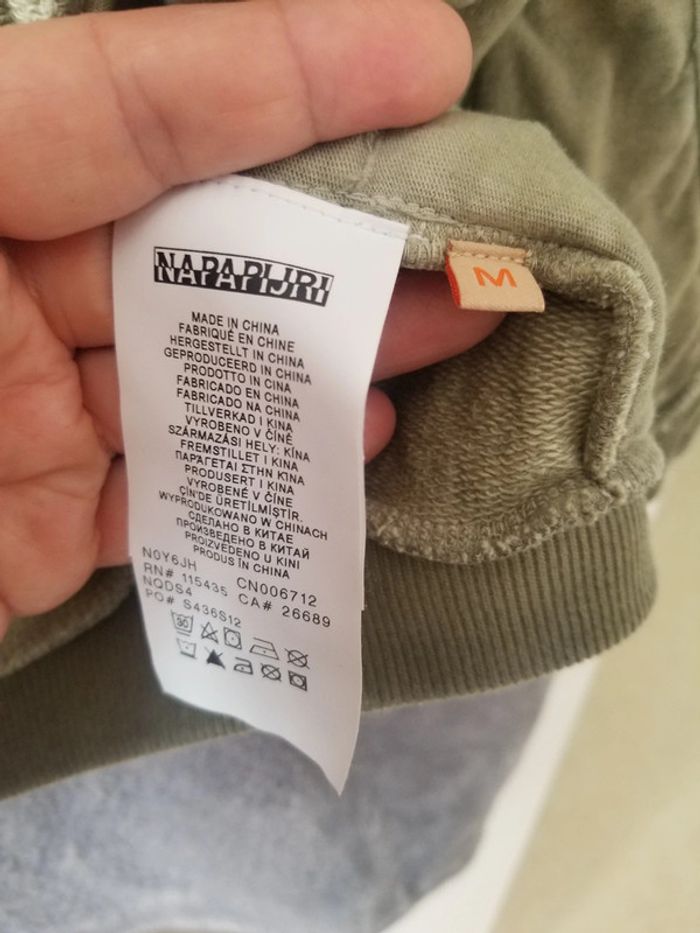 NAPAPIJRI
M
MADE IN CHINA
FABRIQUÉ EN CHINE
HERGESTELLT IN CHINA
GEPRODUCEERD IN CHINA
PRODOTTO IN CINA
FABRICADO EN CHINA
FABRICADO NA CHINA
TILLVERKAD I KINA
VYROBENO V ČÍNĚ
SZÁRMAZÁSI HELY: KÍNA
FREMSTILLET I KINA
ΠΑΡΑΓΕΤΑΙ ΣΤΗΝ ΚΊΝΑ
PRODUSERT I KINA
VYROBENÉ V ČÍNE
ÇİN'DE ÜRETİLMİŞTİR.
WYPRODUKOWANO W CHINACH
СДЕЛАНО В КИТАЕ
ПРОИЗВЕДЕНО В КИТАЙ
PROIZVEDENO U KINI
PRODUS ÎN CHINA
N0Y6JH CN006712
RN# 115435 CA# 26689
NQDS4
PO# S436S12
30